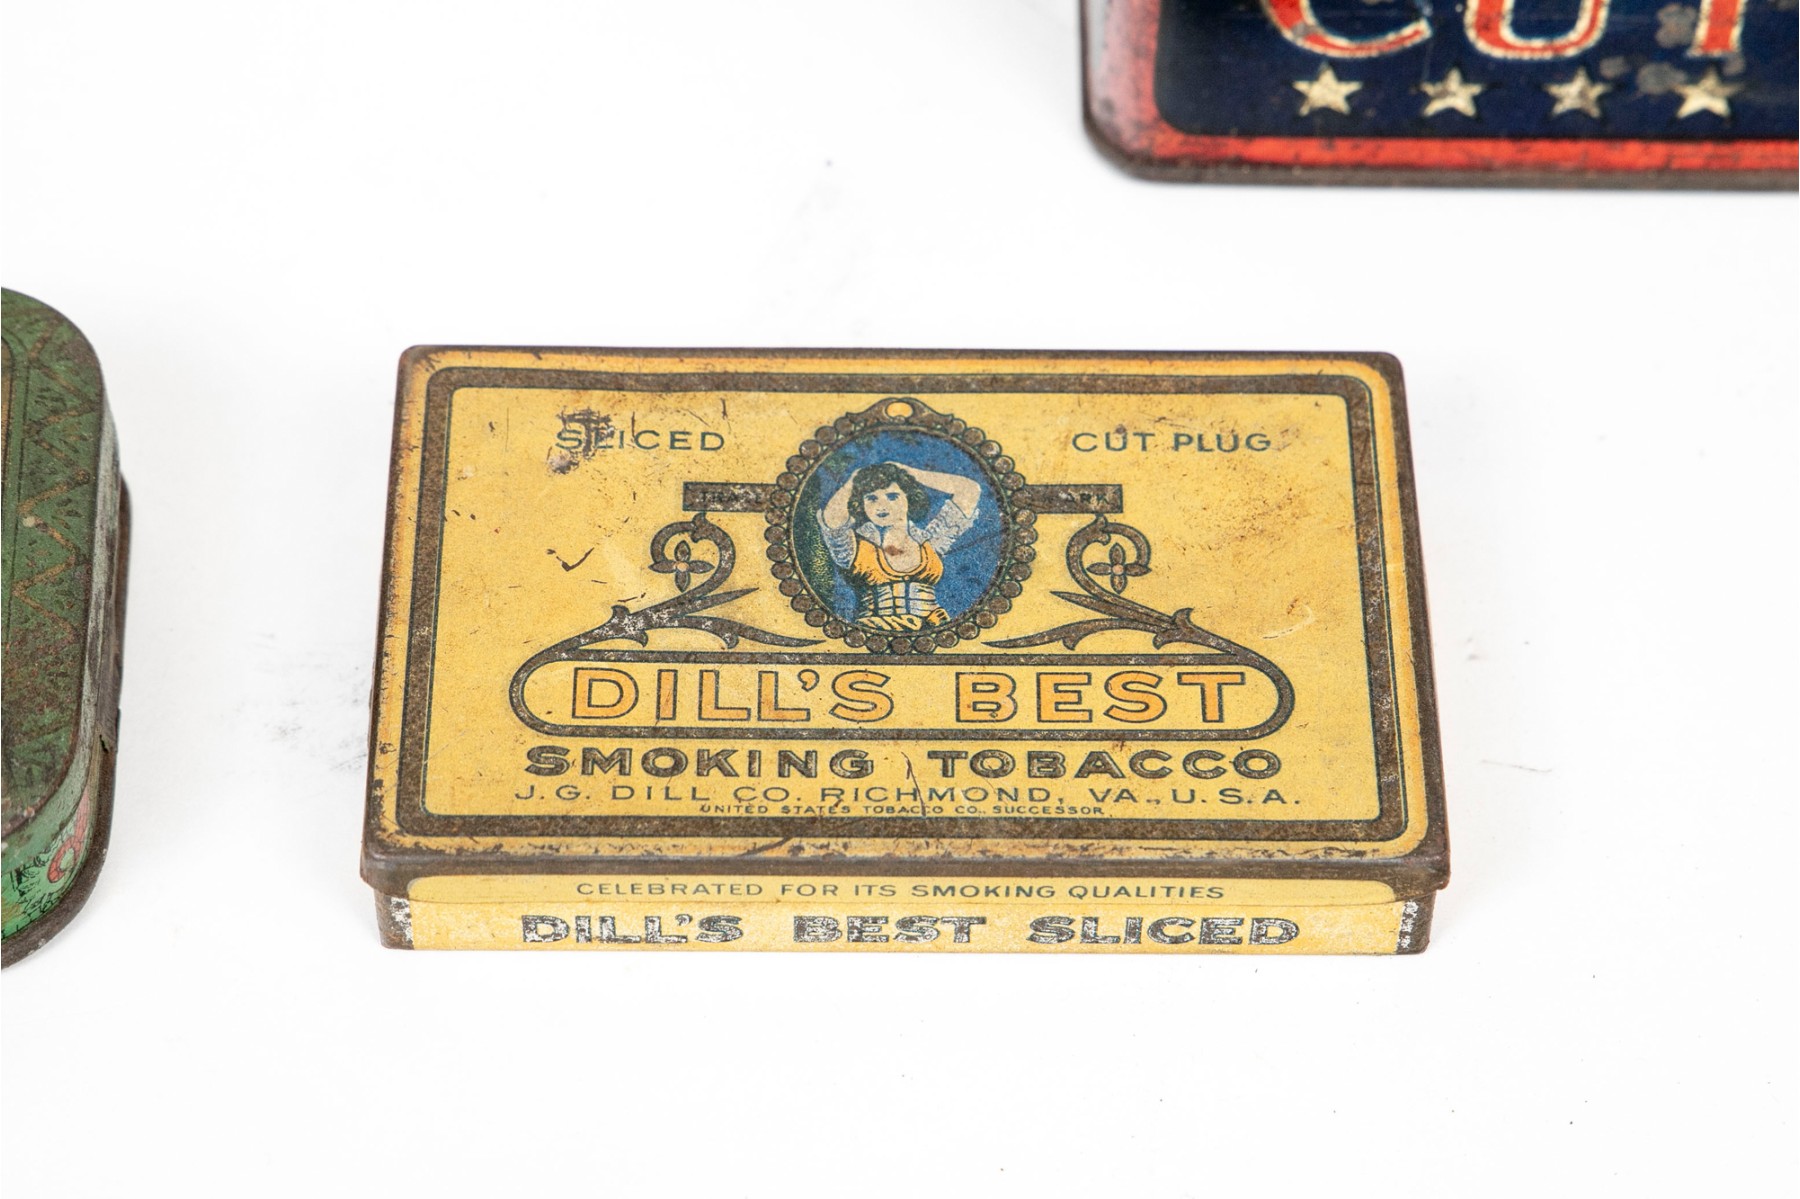 CUT
SLICED CUT PLUG
TRADE MARK
DILL'S BEST
SMOKING TOBACCO
J.G. DILL CO. RICHMOND, VA., U.S.A.
UNITED STATES TOBACCO CO., SUCCESSOR.
CELEBRATED FOR ITS SMOKING QUALITIES
DILL'S BEST SLICED